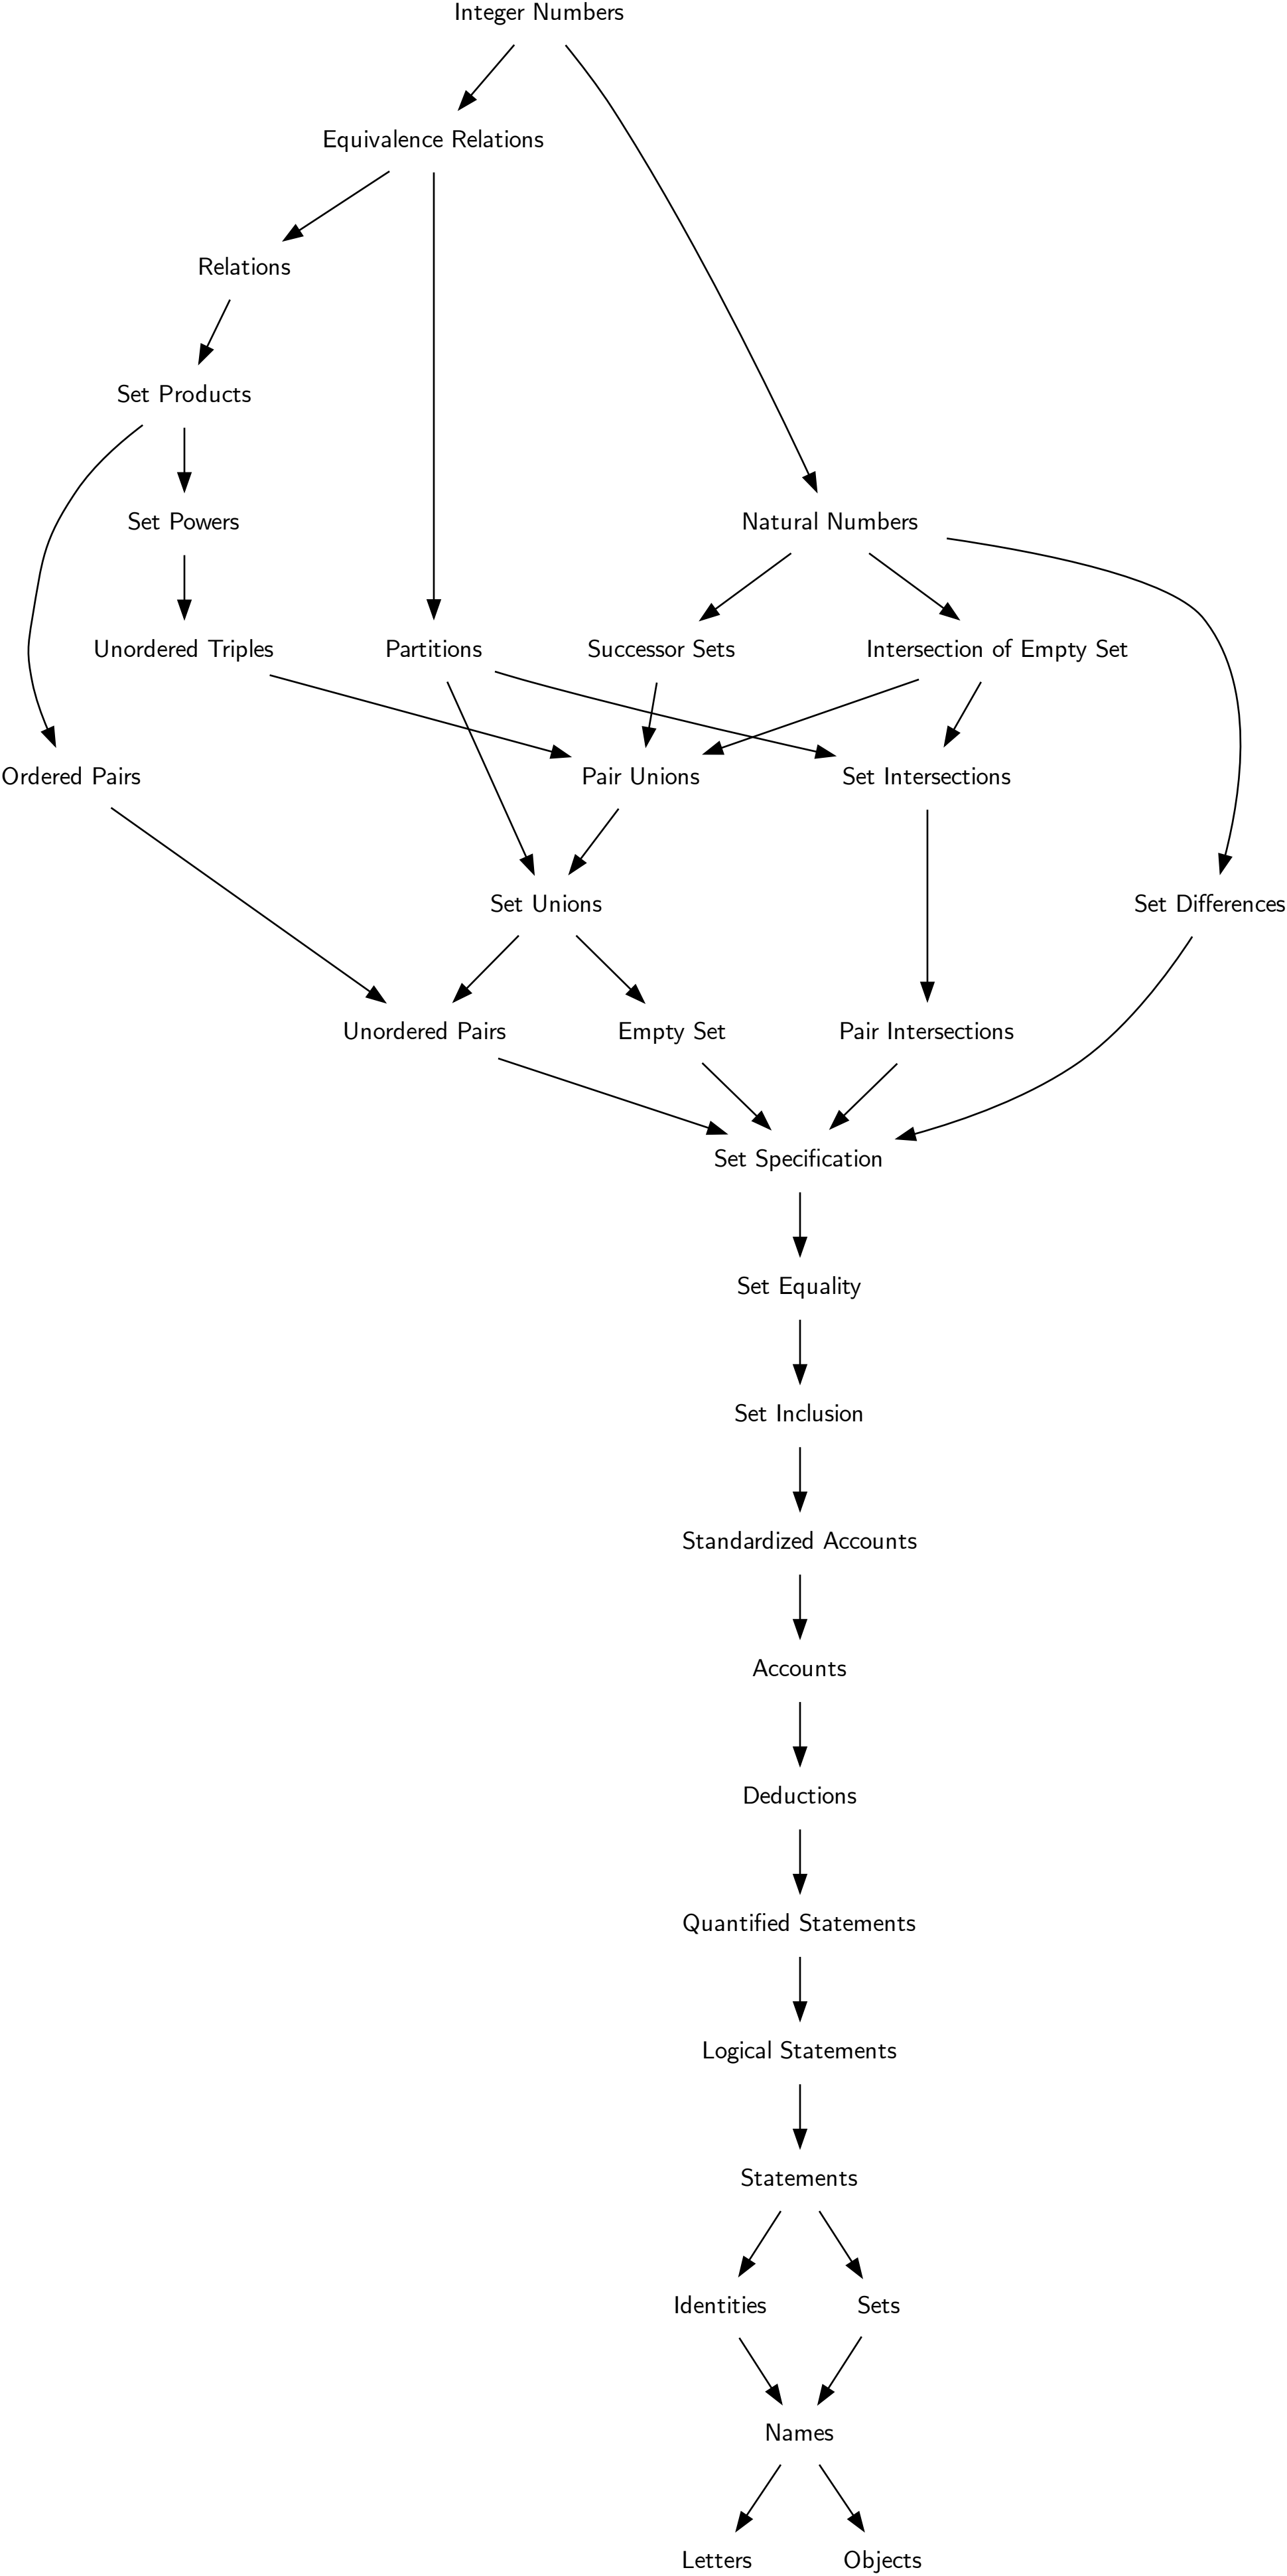 Integer Numbers
Equivalence Relations
Relations
Set Products
Set Powers
Natural Numbers
Unordered Triples
Partitions
Successor Sets
Intersection of Empty Set
Ordered Pairs
Pair Unions
Set Intersections
Set Unions
Set Differences
Unordered Pairs
Empty Set
Pair Intersections
Set Specification
Set Equality
Set Inclusion
Standardized Accounts
Accounts
Deductions
Quantified Statements
Logical Statements
Statements
Identities
Sets
Names
Letters
Objects